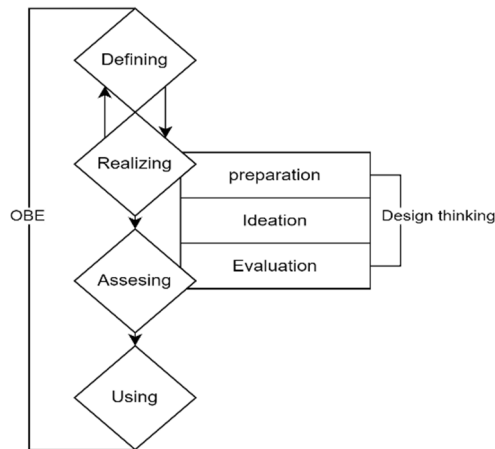 Defining
Realizing
preparation
OBE
Ideation
Design thinking
Evaluation
Assesing
Using